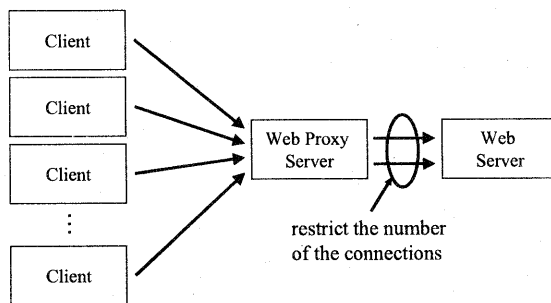 Client
Client
Client
⋮
Client
Web Proxy
Server
Web
Server
restrict the number
of the connections